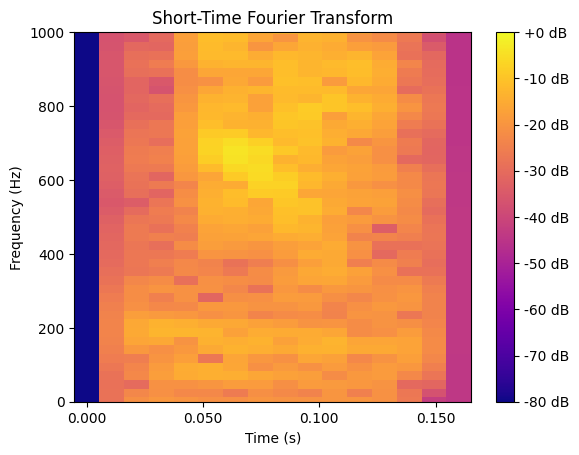 Short-Time Fourier Transform
1000
800
600
400
200
0
Frequency (Hz)
0.000
0.050
0.100
0.150
Time (s)
+0 dB
-10 dB
-20 dB
-30 dB
-40 dB
-50 dB
-60 dB
-70 dB
-80 dB